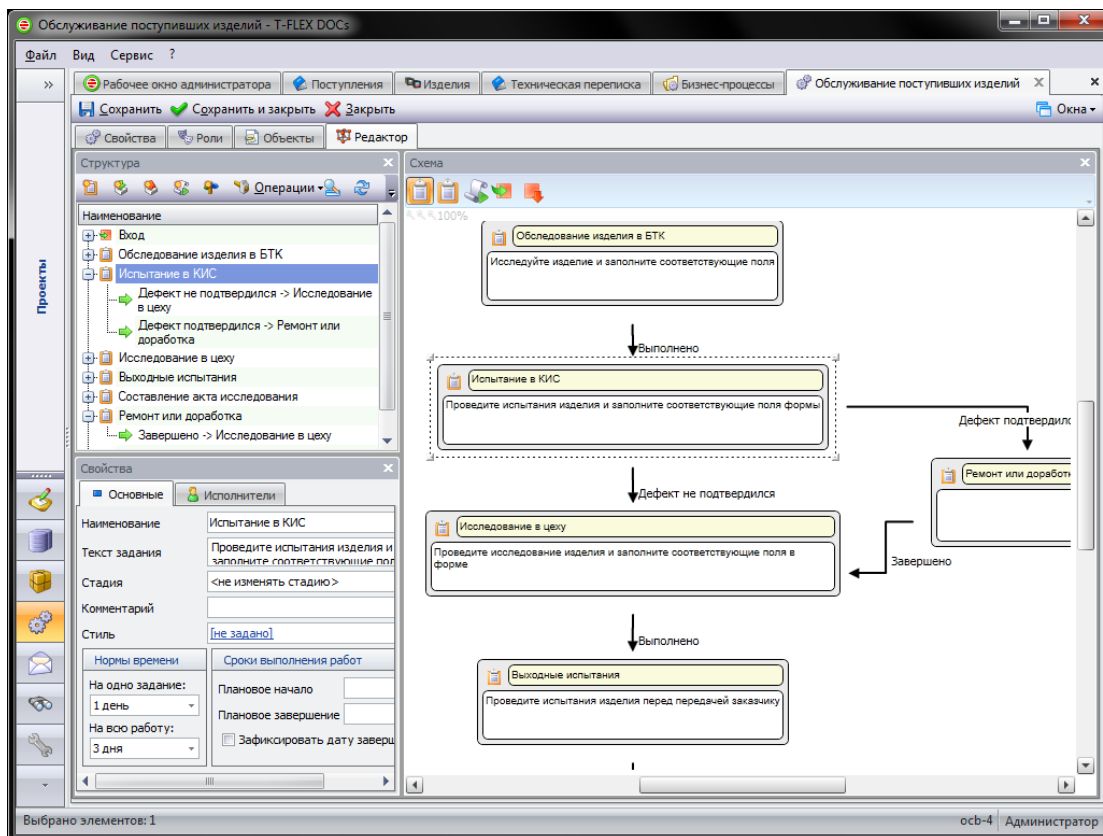 Обслуживание поступивших изделий - T-FLEX DOCs
Файл Вид Сервис ?
»
Рабочее окно администратора Поступления Изделия Техническая переписка Бизнес-процессы Обслуживание поступивших изделий
Сохранить Сохранить и закрыть Закрыть Окна
Свойства Роли Объекты Редактор
Проекты
Структура
Операции
Наименование
Вход
Обследование изделия в БТК
Испытание в КИС
Дефект не подтвердился -> Исследование
в цеху
Дефект подтвердился -> Ремонт или
доработка
Исследование в цеху
Выходные испытания
Составление акта исследования
Ремонт или доработка
Завершено -> Исследование в цеху
Свойства
Основные Исполнители
Наименование Испытание в КИС
Текст задания Проведите испытания изделия и
заполните соответствующие пол
Стадия <не изменять стадию>
Комментарий
Стиль [не задано]
Нормы времени
На одно задание:
1 день
На всю работу:
3 дня
Сроки выполнения работ
Плановое начало
Плановое завершение
Зафиксировать дату заверш
Схема
100%
Обследование изделия в БТК
Исследуйте изделие и заполните соответствующие поля
Выполнено
Испытание в КИС
Проведите испытания изделия и заполните соответствующие поля формы
Дефект подтвердилс
Ремонт или доработк
Дефект не подтвердился
Исследование в цеху
Проведите исследование изделия и заполните соответствующие поля в
форме
Завершено
Выполнено
Выходные испытания
Проведите испытания изделия перед передачей заказчику
Выбрано элементов: 1 ocb-4 Администратор